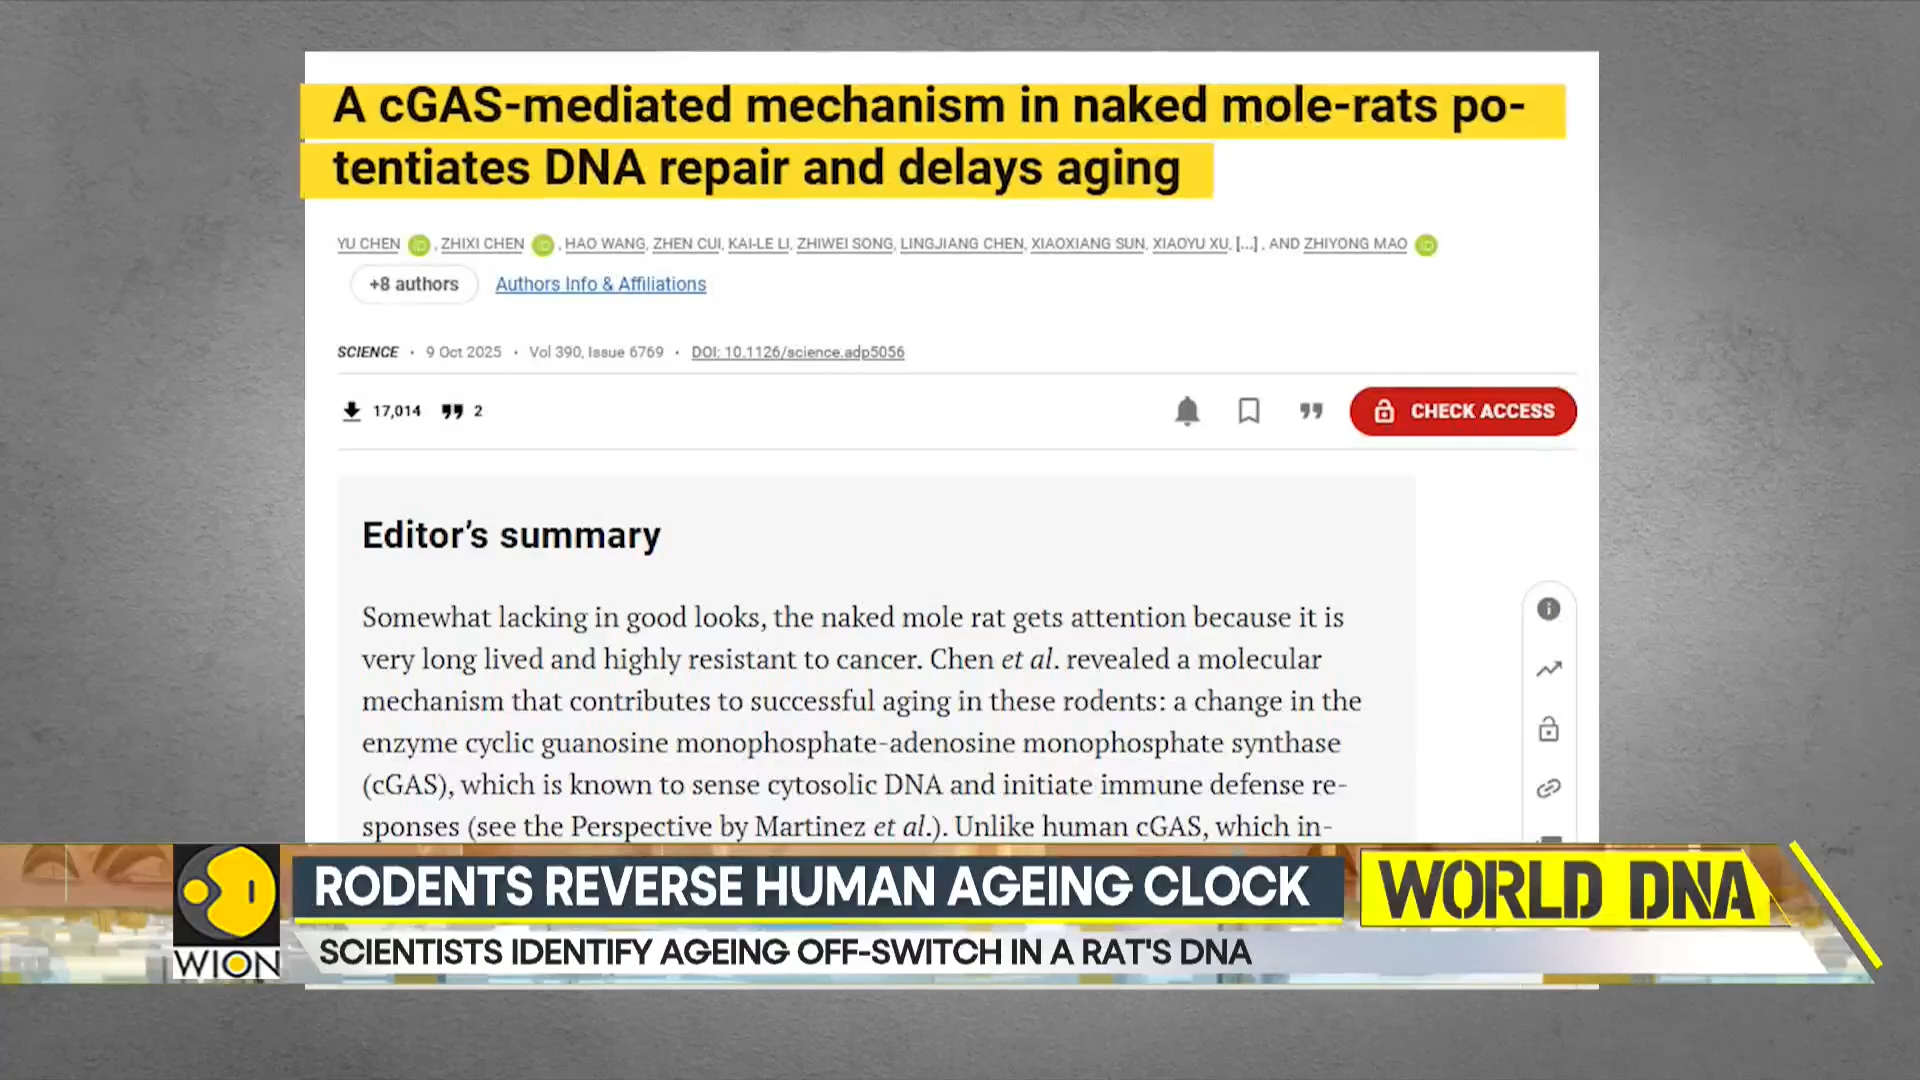 A cGAS-mediated mechanism in naked mole-rats po-
tentiates DNA repair and delays aging
YU CHEN iD, ZHIXI CHEN iD, HAO WANG, ZHEN CUI, KAI-LE LI, ZHIWEI SONG, LINGJIANG CHEN, XIAOXIANG SUN, XIAOYU XU, [...], AND ZHIYONG MAO iD
+8 authors Authors Info & Affiliations
SCIENCE • 9 Oct 2025 • Vol 390, Issue 6769 • DOI: 10.1126/science.adp5056
17,014 2 CHECK ACCESS
Editor's summary
Somewhat lacking in good looks, the naked mole rat gets attention because it is
very long lived and highly resistant to cancer. Chen et al. revealed a molecular
mechanism that contributes to successful aging in these rodents: a change in the
enzyme cyclic guanosine monophosphate-adenosine monophosphate synthase
(cGAS), which is known to sense cytosolic DNA and initiate immune defense re-
sponses (see the Perspective by Martinez et al.). Unlike human cGAS, which in-
RODENTS REVERSE HUMAN AGEING CLOCK
WORLD DNA
SCIENTISTS IDENTIFY AGEING OFF-SWITCH IN A RAT'S DNA
WION